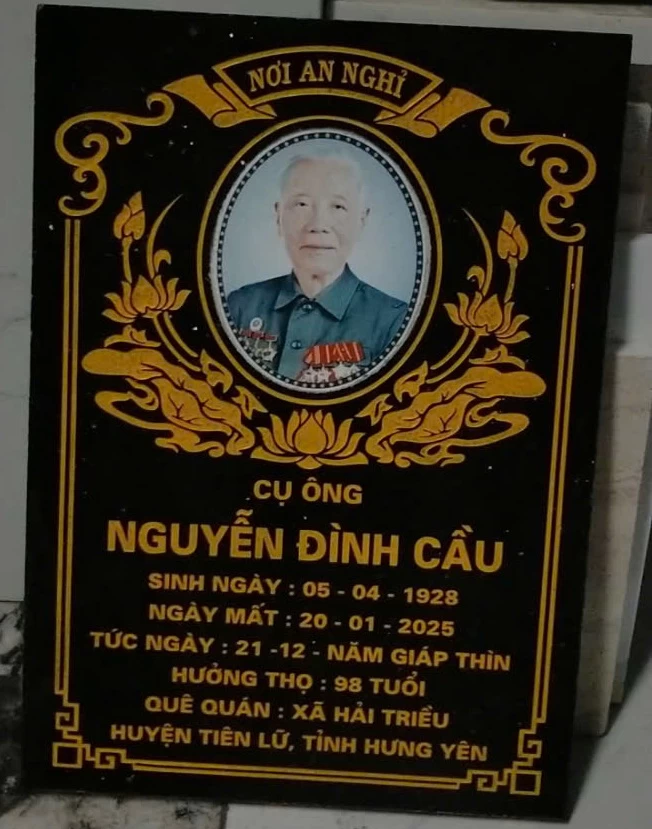 NƠI AN NGHỈ
CỤ ÔNG
NGUYỄN ĐÌNH CẦU
SINH NGÀY : 05 - 04 - 1928
NGÀY MẤT : 20 - 01 - 2025
TỨC NGÀY : 21 -12 - NĂM GIÁP THÌN
HƯỞNG THỌ : 98 TUỔI
QUÊ QUÁN : XÃ HẢI TRIỀU
HUYỆN TIÊN LỮ, TỈNH HƯNG YÊN